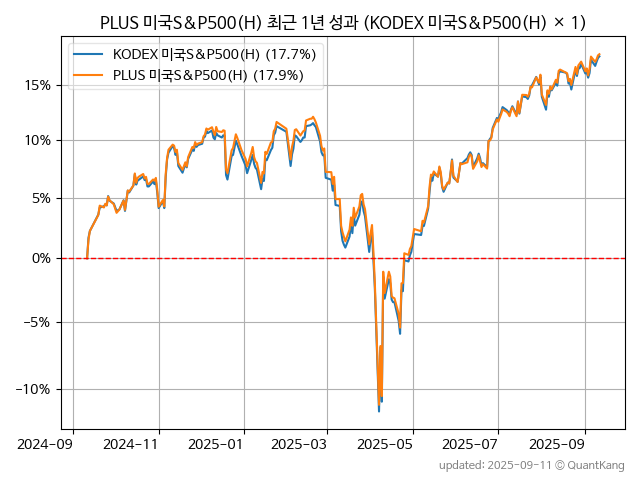 PLUS 미국S&P500(H) 최근 1년 성과 (KODEX 미국S&P500(H) × 1)
KODEX 미국S&P500(H) (17.7%)
PLUS 미국S&P500(H) (17.9%)
15%
10%
5%
0%
−5%
−10%
2024-09 2024-11 2025-01 2025-03 2025-05 2025-07 2025-09
updated: 2025-09-11 © QuantKang